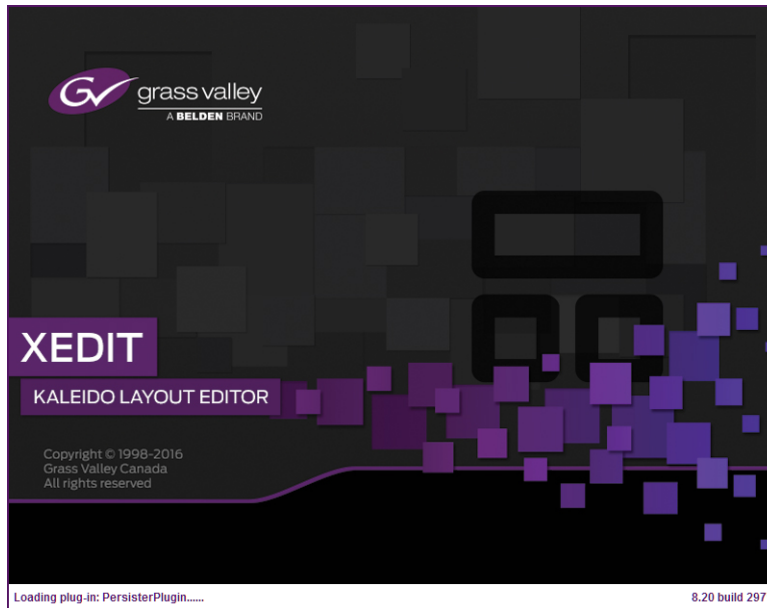 GV grass valley
A BELDEN BRAND
XEDIT
KALEIDO LAYOUT EDITOR
Copyright © 1998-2016
Grass Valley Canada
All rights reserved
Loading plug-in: PersisterPlugin......
8.20 build 297